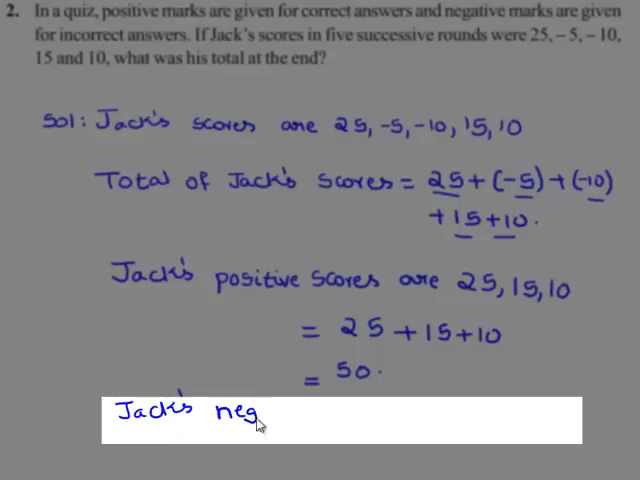 2. In a quiz, positive marks are given for correct answers and negative marks are given
for incorrect answers. If Jack's scores in five successive rounds were 25, – 5, – 10,
15 and 10, what was his total at the end?
Sol: Jack's scores are 25, -5, -10, 15, 10
Total of Jack's scores = 25 + (-5) + (-10)
+ 15 + 10.
Jack's positive scores are 25, 15, 10
= 25 + 15 + 10
= 50.
Jack's neg